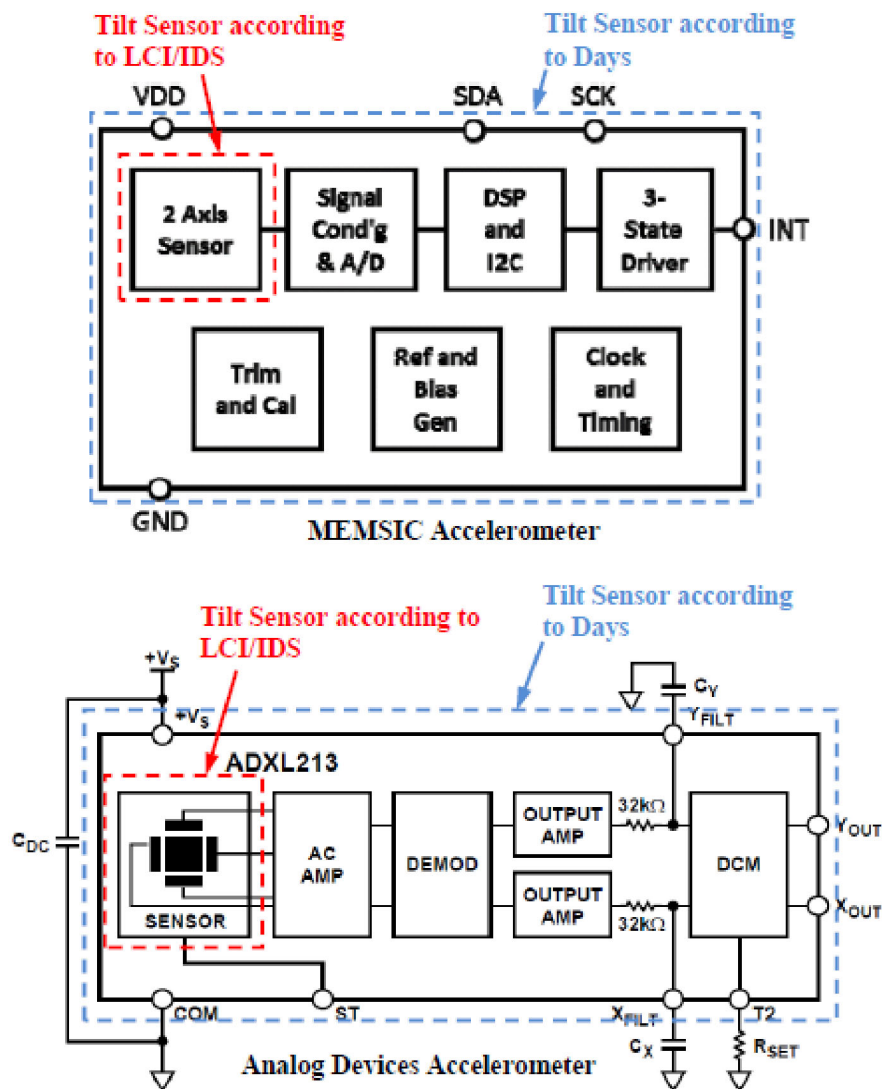 Tilt Sensor according
to LCI/IDS
Tilt Sensor according
to Days
VDD
SDA
SCK
2 Axis
Sensor
Signal
Cond'g
& A/D
DSP
and
I2C
3-
State
Driver
INT
Trim
and Cal
Ref and
Bias
Gen
Clock
and
Timing
GND
MEMSIC Accelerometer
Tilt Sensor according to
LCI/IDS
Tilt Sensor according
to Days
+VS
+VS
CY
YFILT
ADXL213
CDC
SENSOR
AC
AMP
DEMOD
OUTPUT
AMP
32kΩ
OUTPUT
AMP
32kΩ
DCM
YOUT
XOUT
COM
ST
XFILT
T2
CX
RSET
Analog Devices Accelerometer